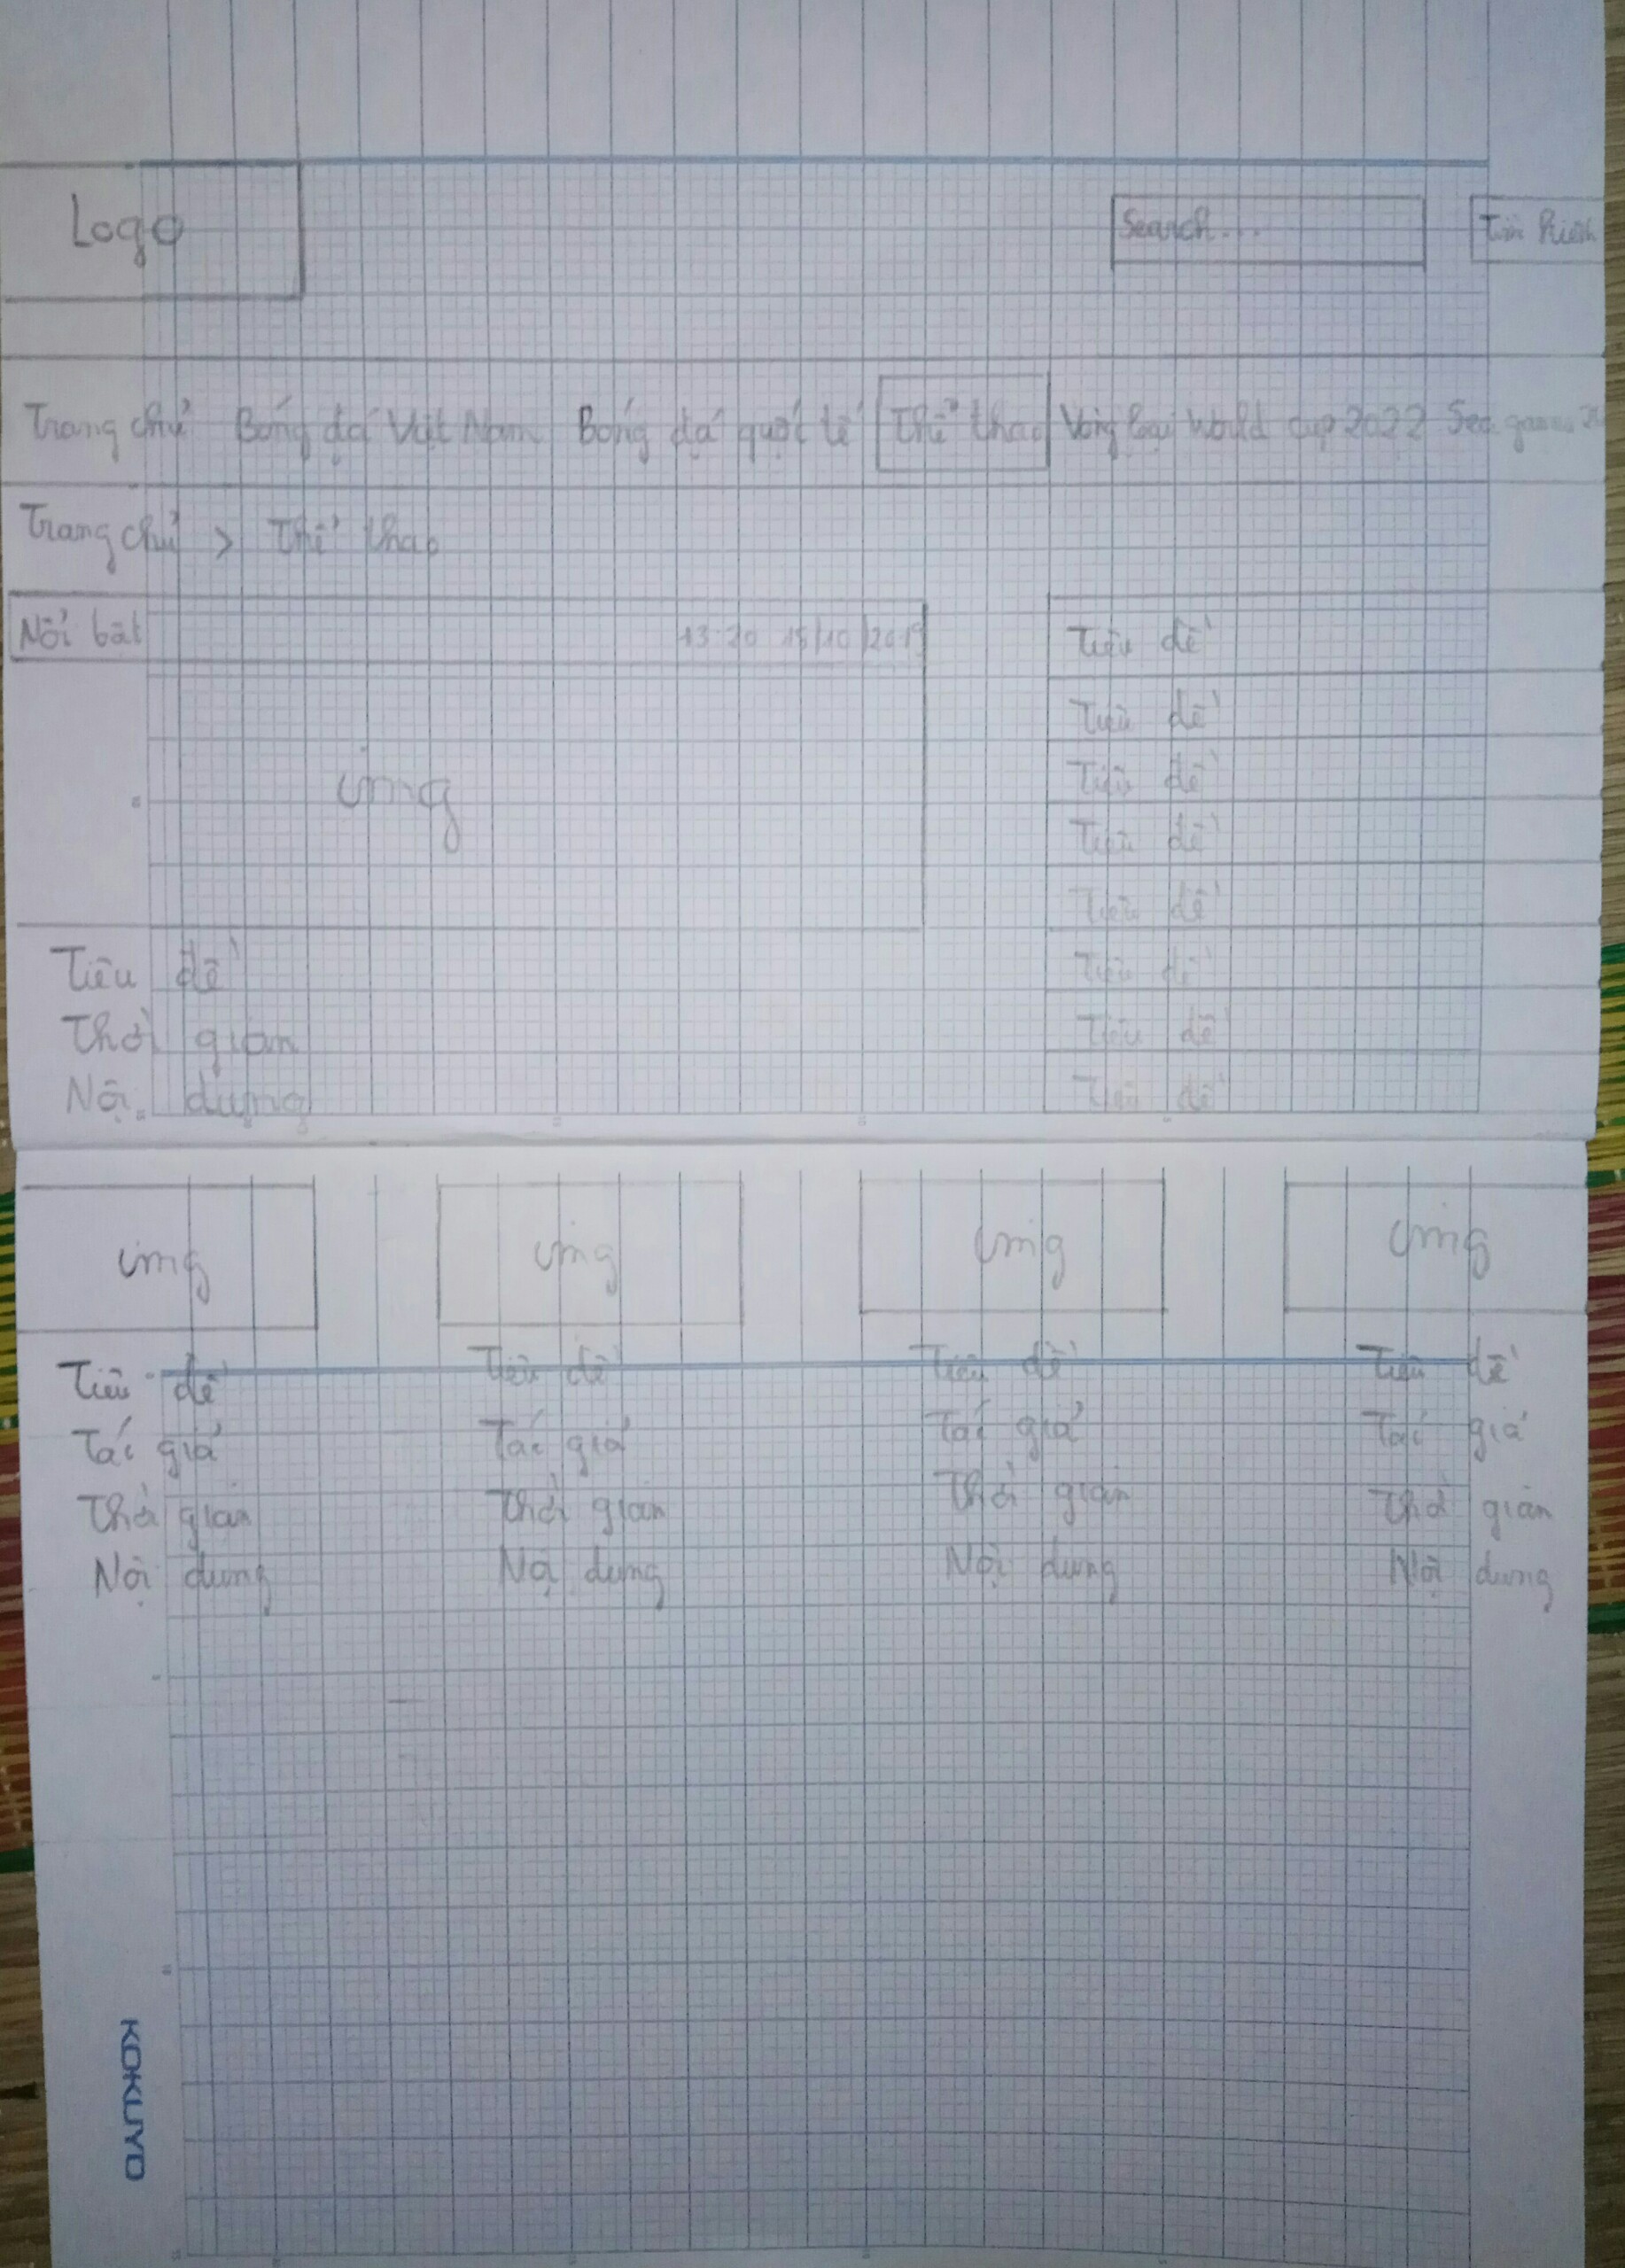 Logo
Search...
Tìm kiếm
Trang chủ Bóng đá Việt Nam Bóng đá quốc tế Thể thao Vòng loại World cup 2022 Sea games
Trang chủ > Thể thao
Nổi bật 13:20 15/10/2019
img
Tiêu đề
Tiêu đề
Tiêu đề
Tiêu đề
Tiêu đề
Tiêu đề
Tiêu đề
Tiêu đề
Tiêu đề
Thời gian
Nội dung
img img img img
Tiêu đề Tiêu đề Tiêu đề Tiêu đề
Tác giả Tác giả Tác giả Tác giả
Thời gian Thời gian Thời gian Thời gian
Nội dung Nội dung Nội dung Nội dung
KOKUYO